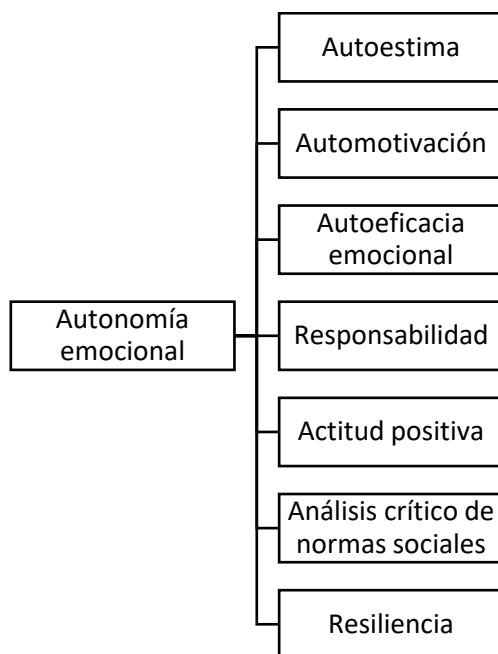 Autoestima
Automotivación
Autoeficacia
emocional
Autonomía
emocional
Responsabilidad
Actitud positiva
Análisis crítico de
normas sociales
Resiliencia